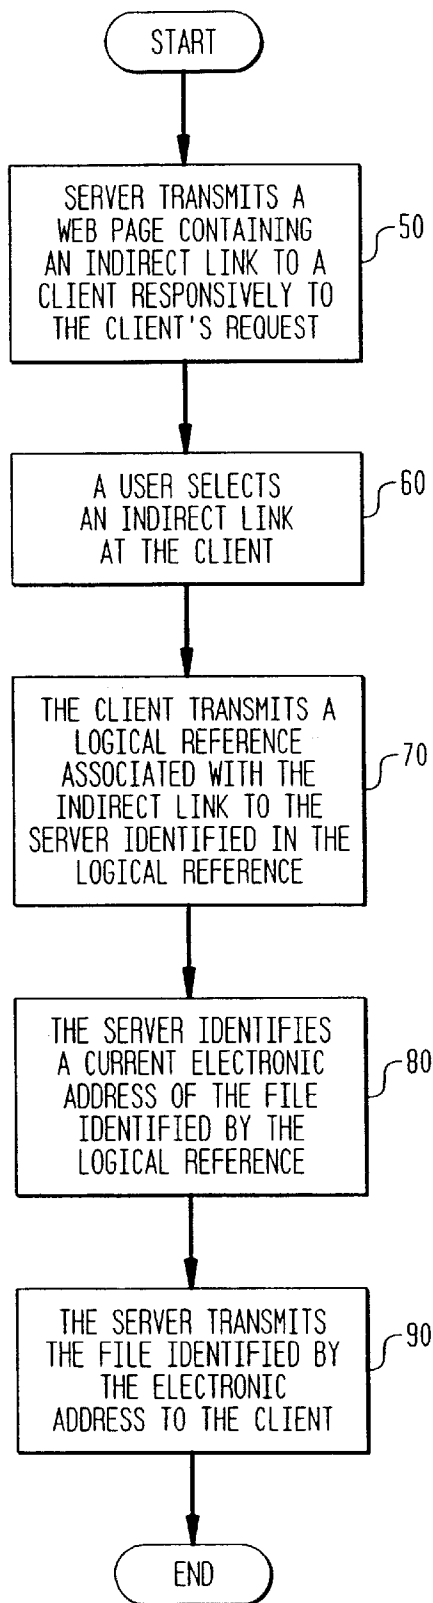 START
SERVER TRANSMITS A
WEB PAGE CONTAINING
AN INDIRECT LINK TO A
CLIENT RESPONSIVELY TO
THE CLIENT'S REQUEST
50
A USER SELECTS
AN INDIRECT LINK
AT THE CLIENT
60
THE CLIENT TRANSMITS A
LOGICAL REFERENCE
ASSOCIATED WITH THE
INDIRECT LINK TO THE
SERVER IDENTIFIED IN THE
LOGICAL REFERENCE
70
THE SERVER IDENTIFIES
A CURRENT ELECTRONIC
ADDRESS OF THE FILE
IDENTIFIED BY THE
LOGICAL REFERENCE
80
THE SERVER TRANSMITS
THE FILE IDENTIFIED BY
THE ELECTRONIC
ADDRESS TO THE CLIENT
90
END